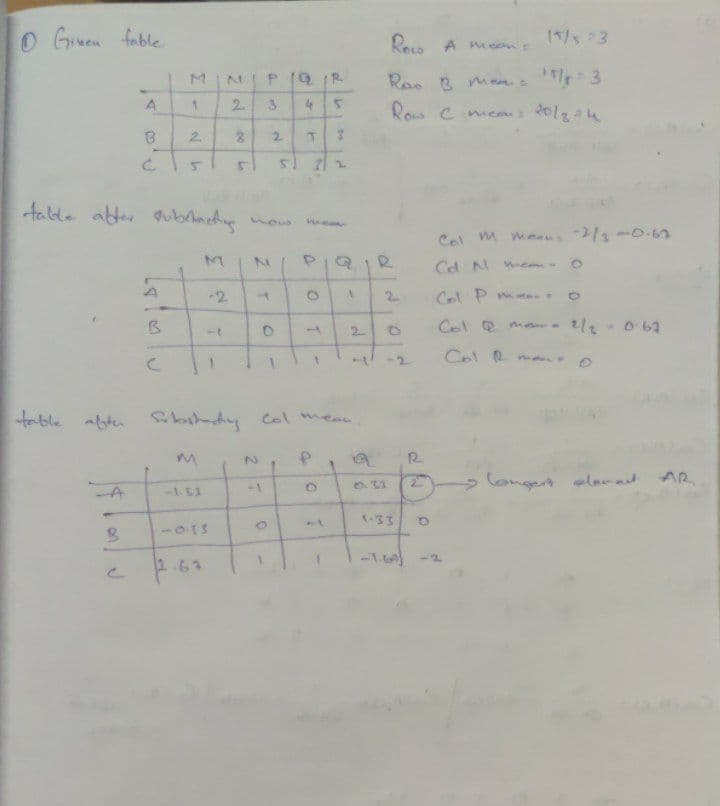 ① Given table
Row A mean = 15/5 = 3
M N P Q R
Row B mean = 15/5 = 3
A 1 2 3 4 5
Row C mean = 20/5 = 4
B 2 3 2 5 3
C 5 5 5 3 2
table after substracting row mean
Col M mean = -2/3 = -0.67
M N P Q R
Col N mean = 0
A -2 -1 0 1 2
Col P mean = 0
B -1 0 -1 2 0
Col Q mean = 2/3 = 0.67
C 1 1 1 -1 -2
Col R mean = 0
table after Substracting col mean
M N P Q R
A -1.33 -1 0 0.33 2 → longest element AR.
B -0.33 0 -1 1.33 0
C 1.67 1 1 -1.67 -2